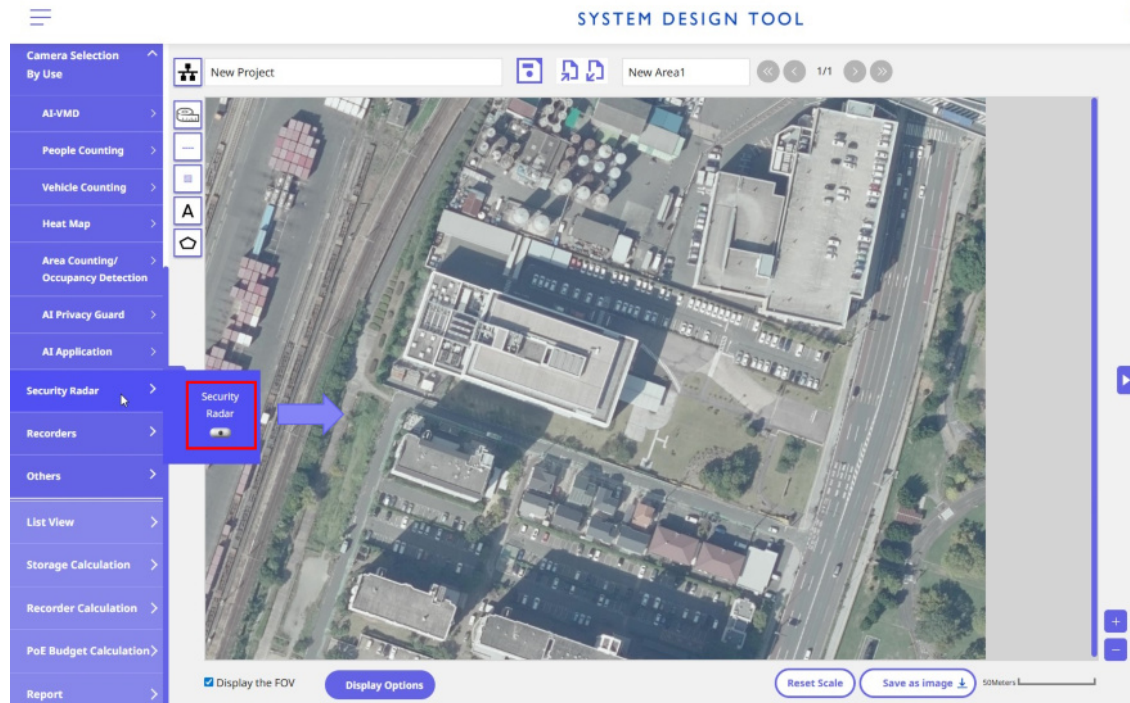 SYSTEM DESIGN TOOL
Camera Selection
By Use
New Project
New Area1
1/1
AI-VMD
People Counting
Vehicle Counting
A
Heat Map
Area Counting/
Occupancy Detection
AI Privacy Guard
AI Application
Security Radar
Security
Radar
Recorders
Others
List View
Storage Calculation
Recorder Calculation
PoE Budget Calculation
Report
Display the FOV
Display Options
Reset Scale
Save as image
50Meters